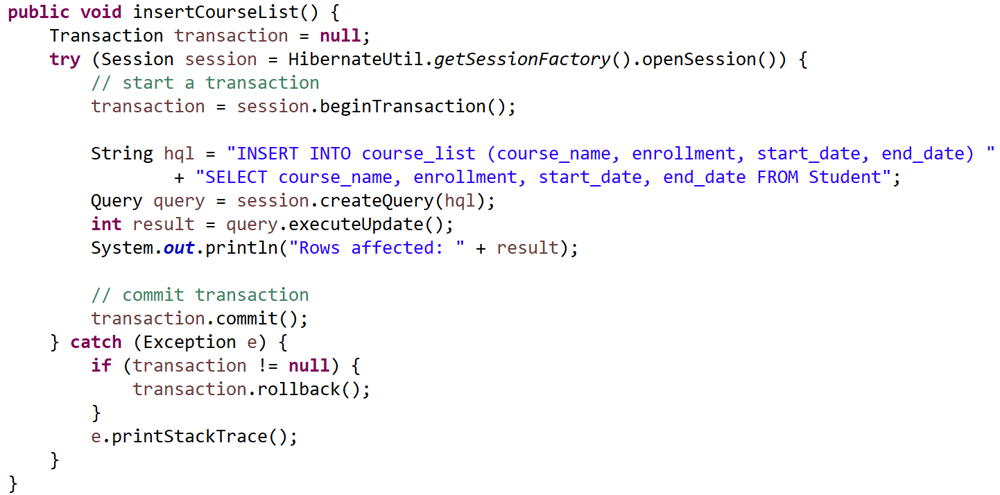 public void insertCourseList() {
    Transaction transaction = null;
    try (Session session = HibernateUtil.getSessionFactory().openSession()) {
        // start a transaction
        transaction = session.beginTransaction();

        String hql = "INSERT INTO course_list (course_name, enrollment, start_date, end_date) "
                + "SELECT course_name, enrollment, start_date, end_date FROM Student";
        Query query = session.createQuery(hql);
        int result = query.executeUpdate();
        System.out.println("Rows affected: " + result);

        // commit transaction
        transaction.commit();
    } catch (Exception e) {
        if (transaction != null) {
            transaction.rollback();
        }
        e.printStackTrace();
    }
}